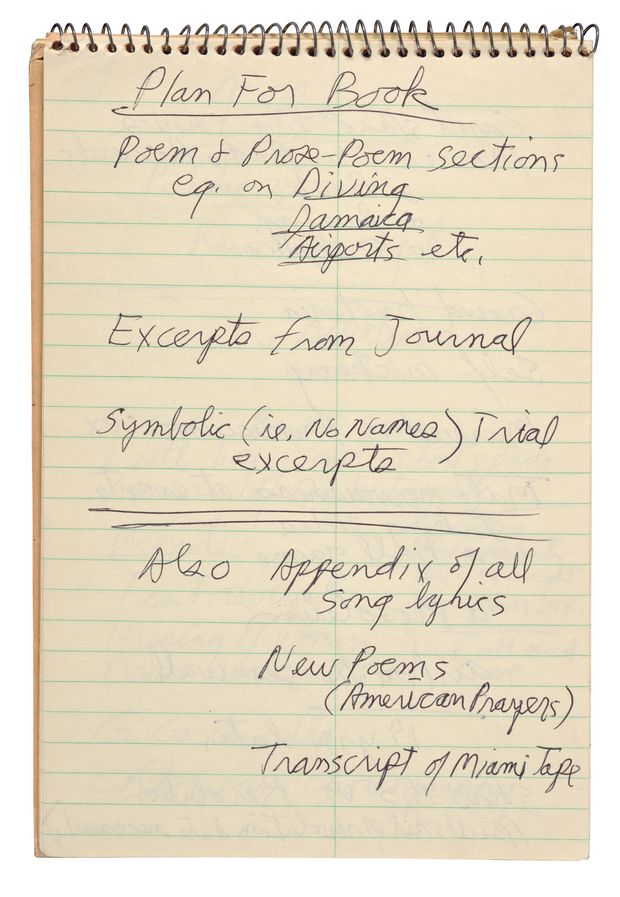 Plan For Book
Poem & Prose-Poem sections
eg. on Diving
Jamaica
Airports etc.
Excerpts from Journal
Symbolic (ie. No Names) Trial
excerpts
Also Appendix of all
song lyrics
New Poems
(American Prayers)
Transcript of Miami Tape